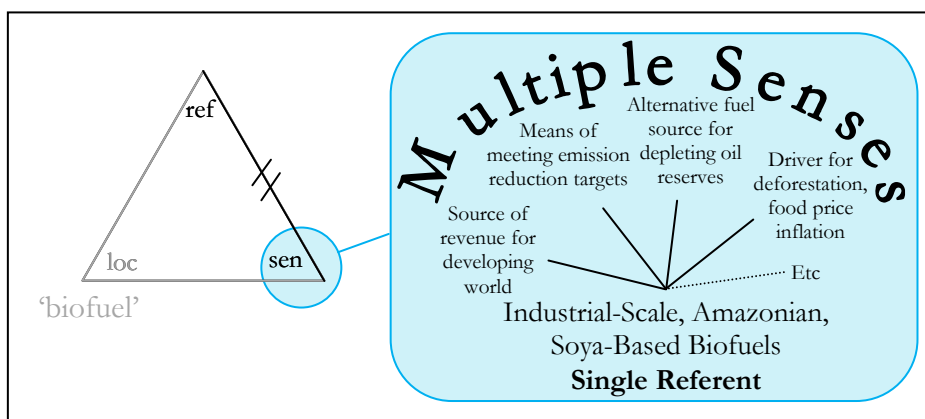 ref
loc
sen
'biofuel'
Multiple Senses
Source of
revenue for
developing
world
Means of
meeting emission
reduction targets
Alternative fuel
source for
depleting oil
reserves
Driver for
deforestation,
food price
inflation
Etc
Industrial-Scale, Amazonian,
Soya-Based Biofuels
Single Referent